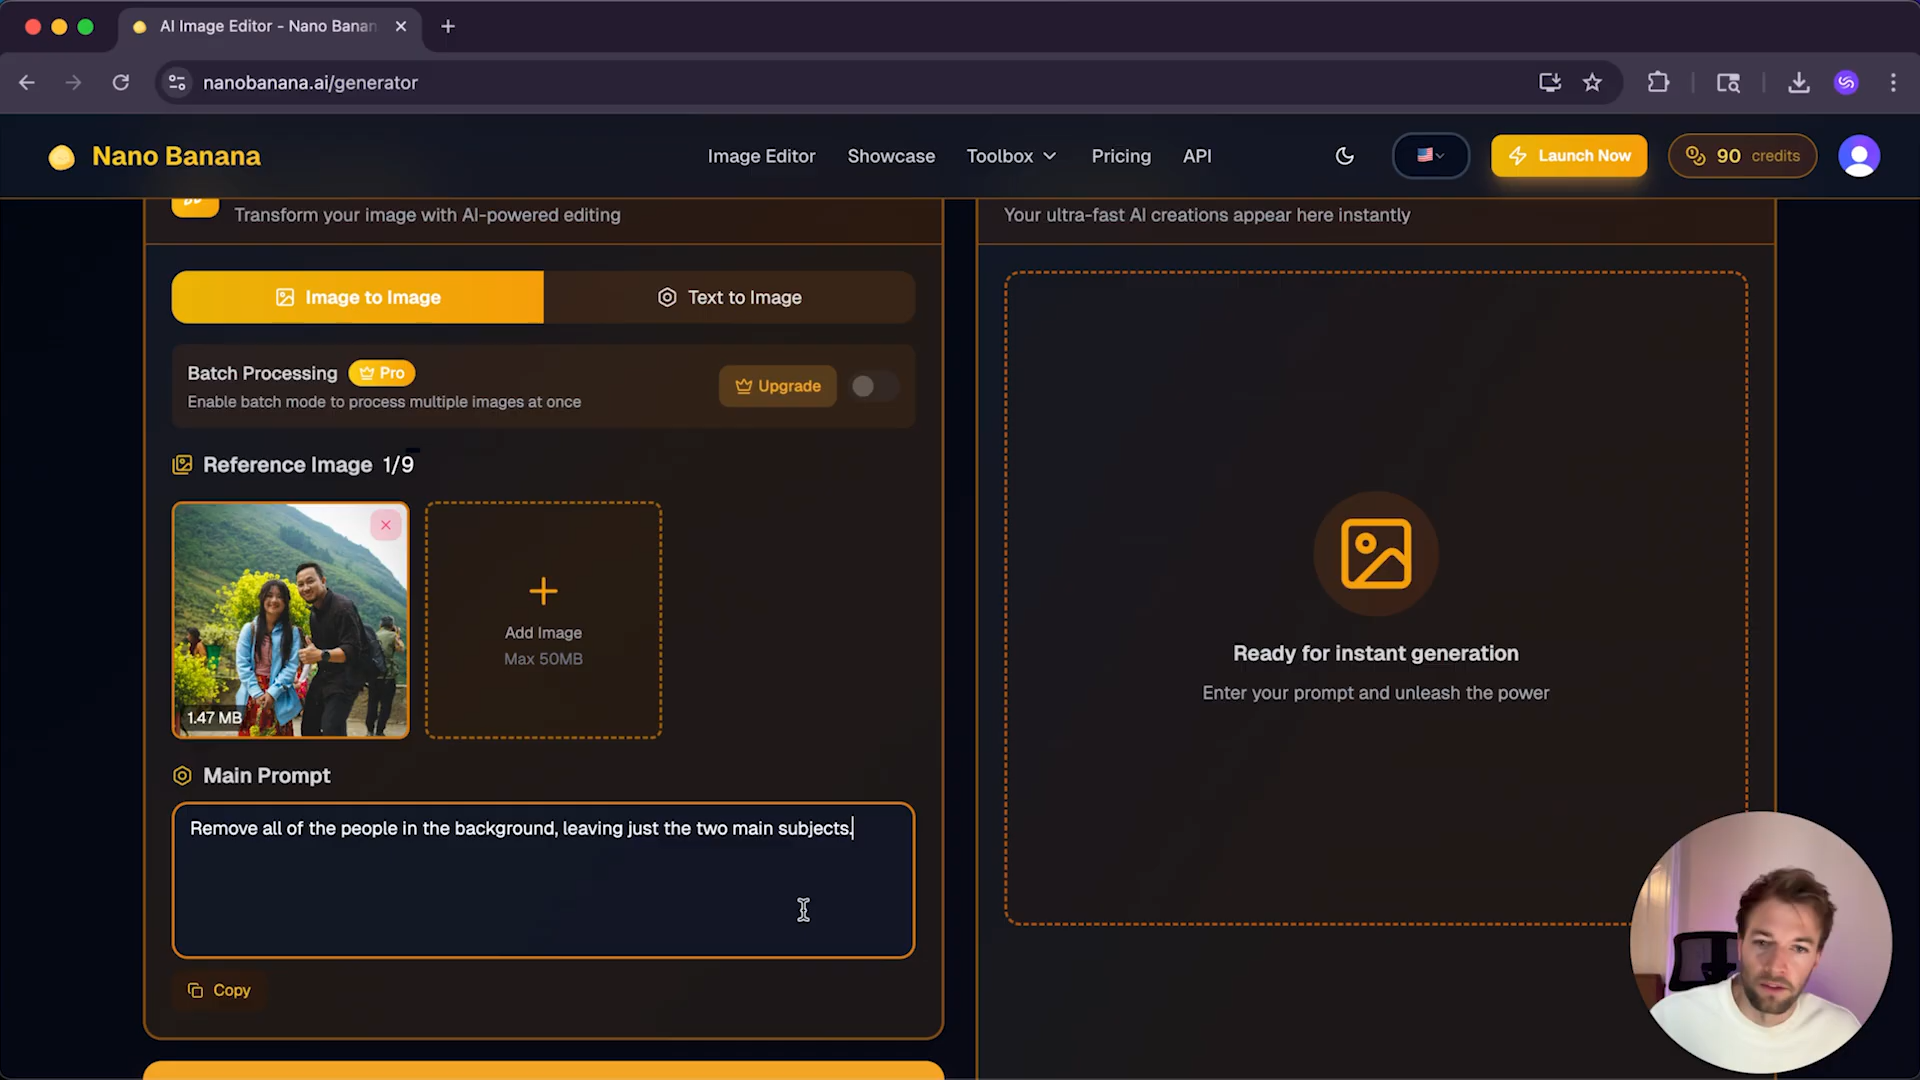 AI Image Editor - Nano Banan
nanobanana.ai/generator
Nano Banana
Image Editor
Showcase
Toolbox
Pricing
API
Launch Now
90 credits
Transform your image with AI-powered editing
Your ultra-fast AI creations appear here instantly
Image to Image
Text to Image
Batch Processing
Pro
Enable batch mode to process multiple images at once
Upgrade
Reference Image 1/9
1.47 MB
Add Image
Max 50MB
Main Prompt
Remove all of the people in the background, leaving just the two main subjects.
Copy
Ready for instant generation
Enter your prompt and unleash the power